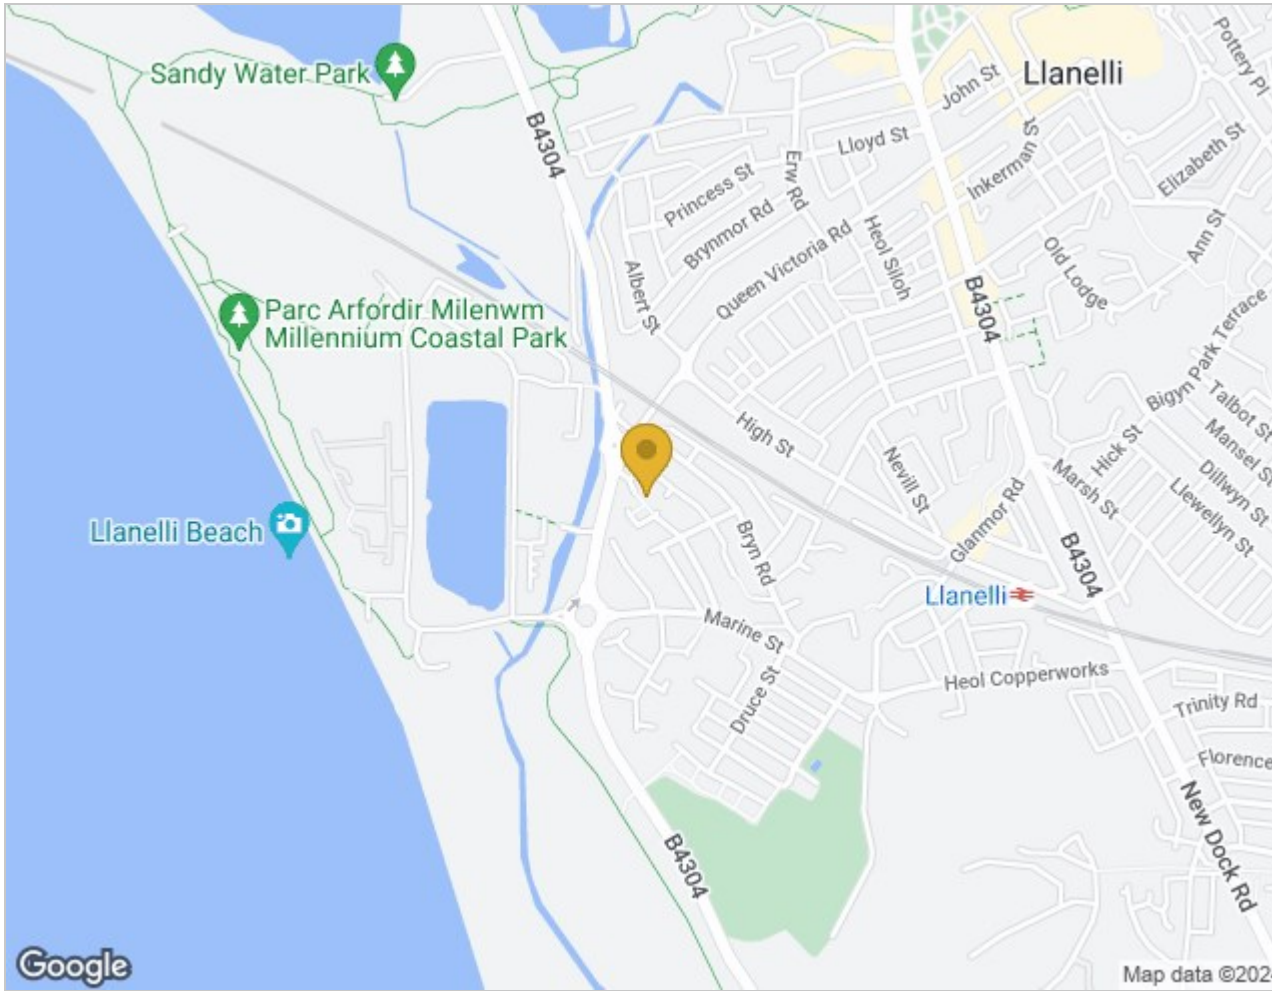 Sandy Water Park
B4304
Llanelli
Pottery Pl
John St
Lloyd St
Elizabeth St
Inkerman S
Erw Rd
Princess St
Brynmor Rd
Heol Siloh
Queen Victoria Rd
Ann St
Old Lodge
Albert St
B4304
Parc Arfordir Milenwm
Millennium Coastal Park
Bigyn Park Terrace
Talbot St
Mansel St
Hick St
High St
Dillwyn St
Llewellyn St
Nevill St
Marsh St
Glanmor Rd
Llanelli Beach
Bryn Rd
B4304
Llanelli
Marine St
Heol Copperworks
Druce St
Trinity Rd
Florence
New Dock Rd
B4304
Google
Map data ©2024